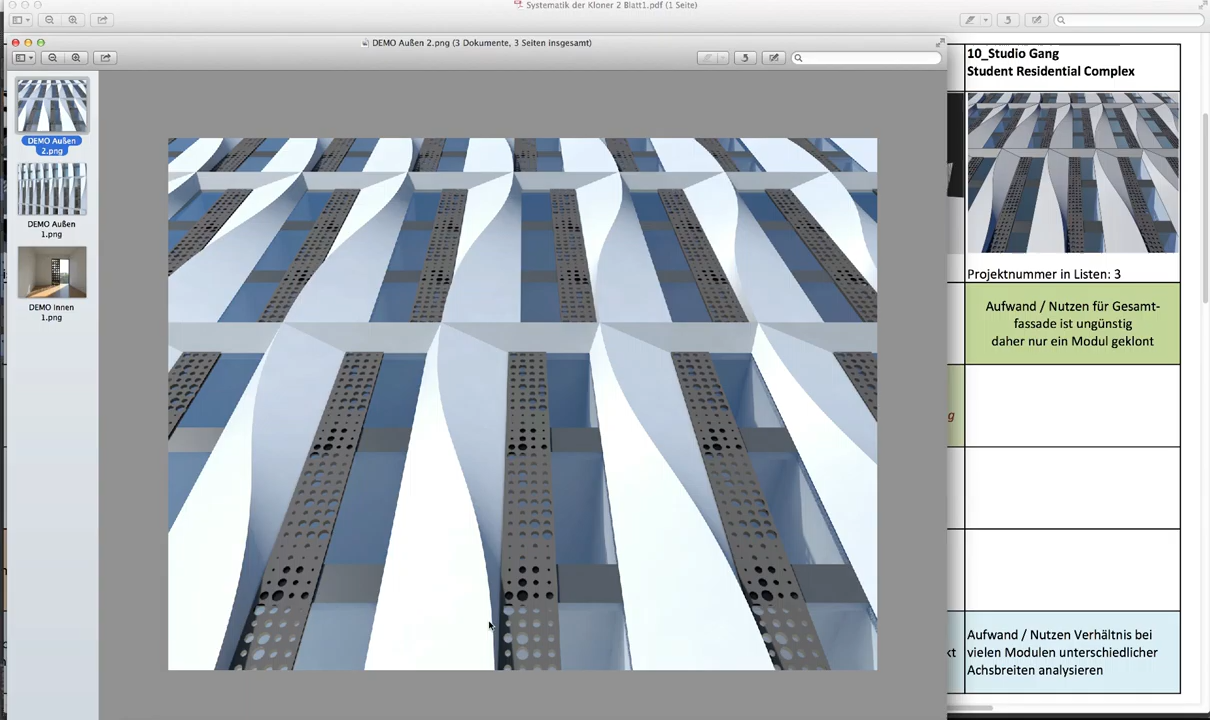 Systematik der Kloner 2 Blatt1.pdf (1 Seite)
DEMO Außen 2.png (3 Dokumente, 3 Seiten insgesamt)
DEMO Außen
2.png
DEMO Außen
1.png
DEMO Innen
1.png
10_Studio Gang
Student Residential Complex
Projektnummer in Listen: 3
Aufwand / Nutzen für Gesamt-
fassade ist ungünstig
daher nur ein Modul geklont
g
Aufwand / Nutzen Verhältnis bei
kt
vielen Modulen unterschiedlicher
Achsbreiten analysieren